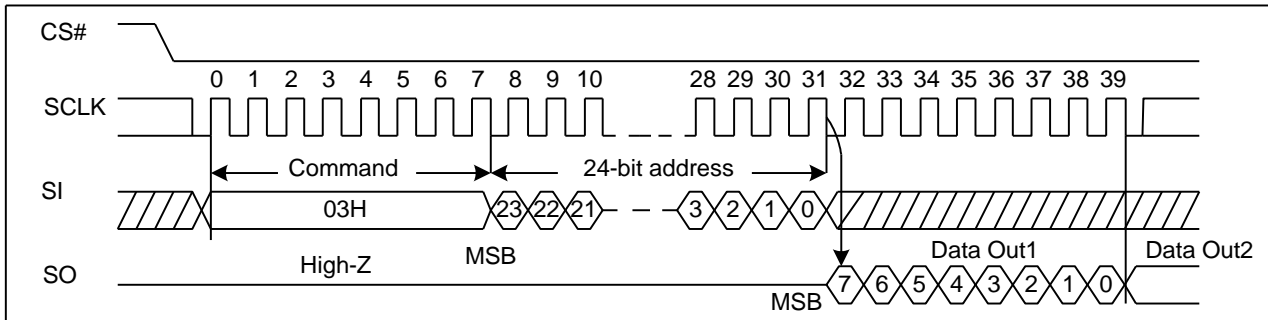 CS#
0 1 2 3 4 5 6 7 8 9 10 28 29 30 31 32 33 34 35 36 37 38 39
SCLK
Command 24-bit address
SI
03H 23 22 21 3 2 1 0
MSB Data Out1 Data Out2
High-Z
SO
MSB 7 6 5 4 3 2 1 0